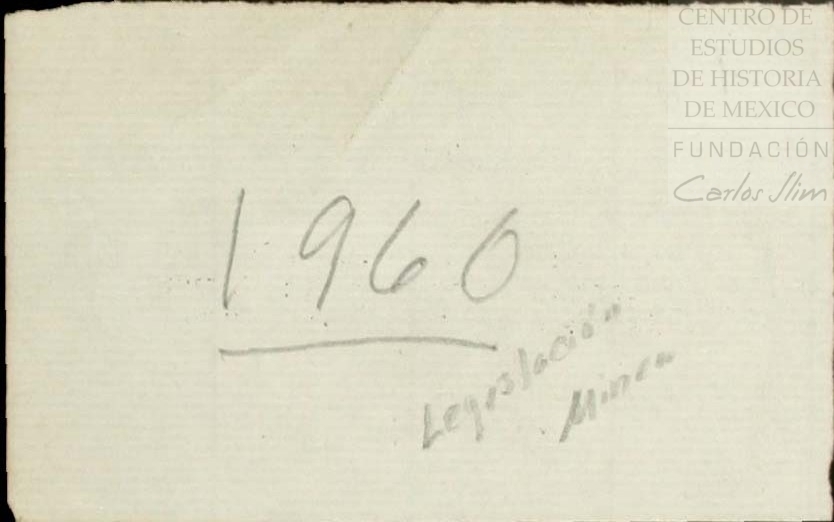 CENTRO DE
ESTUDIOS
DE HISTORIA
DE MEXICO
FUNDACIÓN
Carlos Slim
1960
Legislación
Minera